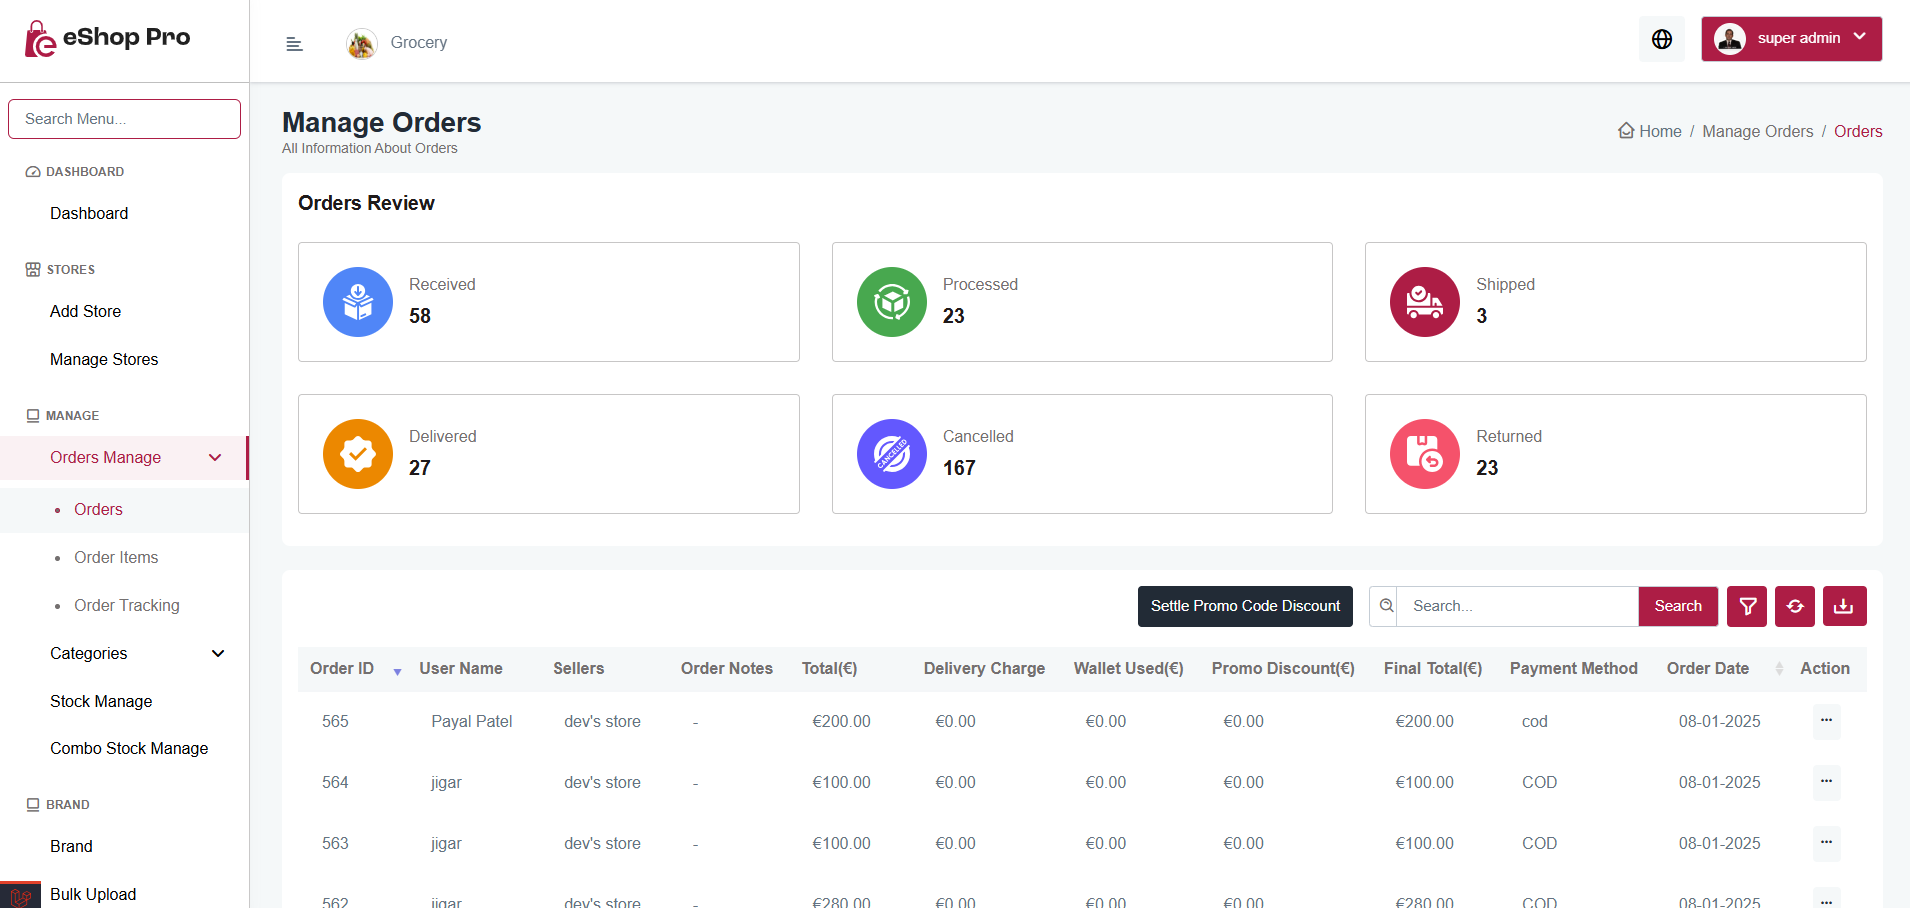 eShop Pro
Grocery
super admin
Search Menu...
DASHBOARD
Dashboard
STORES
Add Store
Manage Stores
MANAGE
Orders Manage
Orders
Order Items
Order Tracking
Categories
Stock Manage
Combo Stock Manage
BRAND
Brand
Bulk Upload
Manage Orders
All Information About Orders
Home / Manage Orders / Orders
Orders Review
Received
58
Processed
23
Shipped
3
Delivered
27
CANCELLED
Cancelled
167
Returned
23
Settle Promo Code Discount
Search...
Search
Order ID User Name Sellers Order Notes Total(€) Delivery Charge Wallet Used(€) Promo Discount(€) Final Total(€) Payment Method Order Date Action
565 Payal Patel dev's store - €200.00 €0.00 €0.00 €0.00 €200.00 cod 08-01-2025 ...
564 jigar dev's store - €100.00 €0.00 €0.00 €0.00 €100.00 COD 08-01-2025 ...
563 jigar dev's store - €100.00 €0.00 €0.00 €0.00 €100.00 COD 08-01-2025 ...
562 jigar dev's store - €280.00 €0.00 €0.00 €0.00 €280.00 COD 08-01-2025 ...